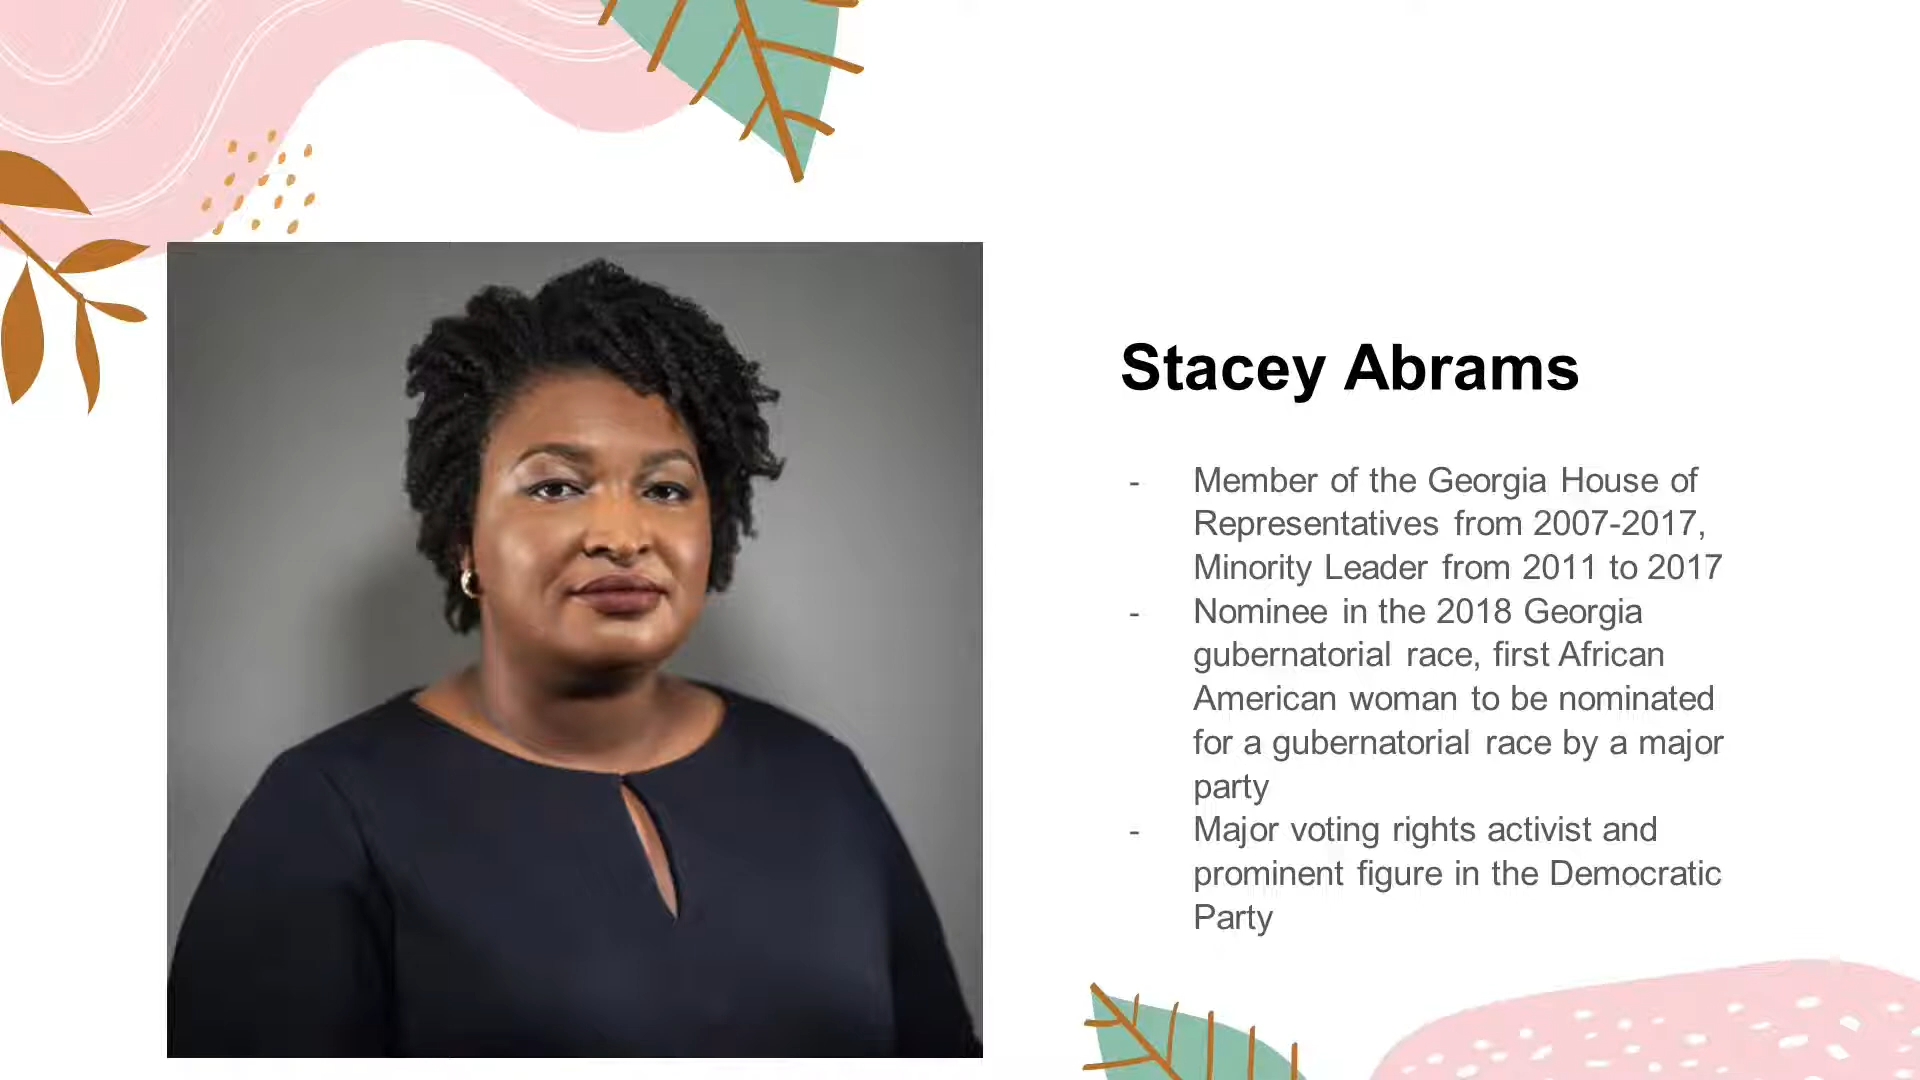 Stacey Abrams
- Member of the Georgia House of
Representatives from 2007-2017,
Minority Leader from 2011 to 2017
- Nominee in the 2018 Georgia
gubernatorial race, first African
American woman to be nominated
for a gubernatorial race by a major
party
- Major voting rights activist and
prominent figure in the Democratic
Party